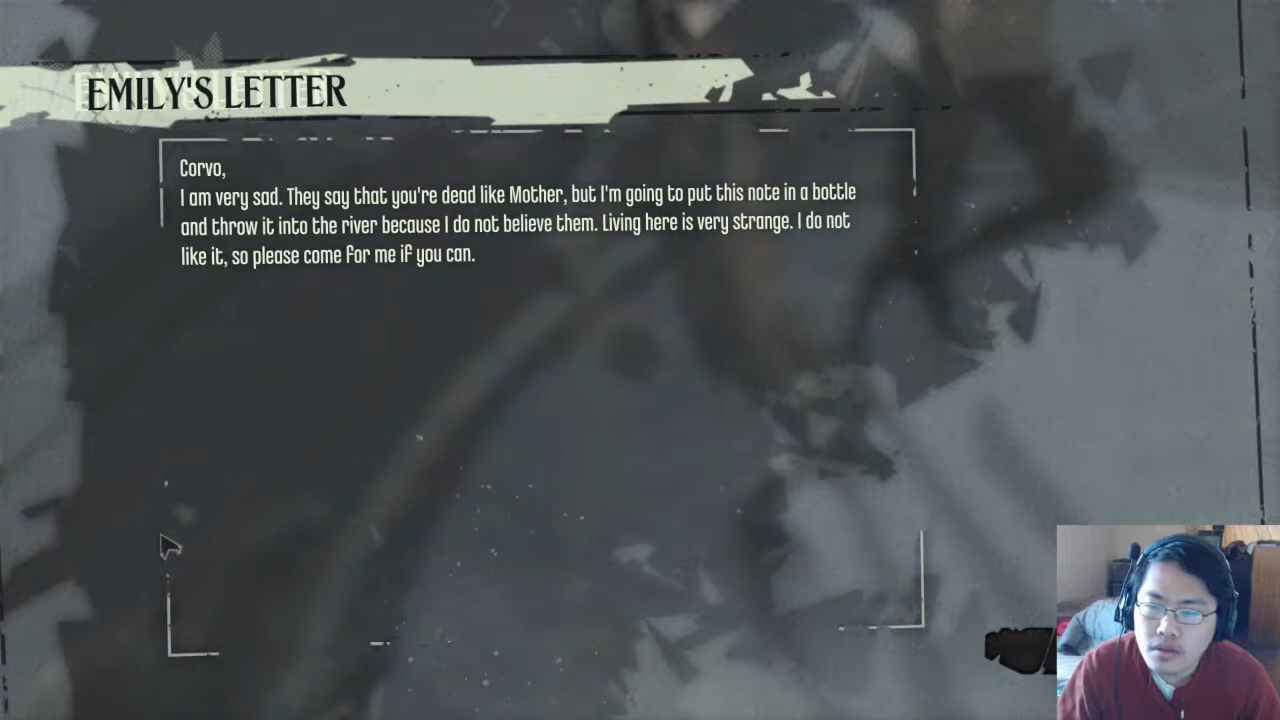 EMILY'S LETTER
Corvo,
I am very sad. They say that you're dead like Mother, but I'm going to put this note in a bottle
and throw it into the river because I do not believe them. Living here is very strange. I do not
like it, so please come for me if you can.